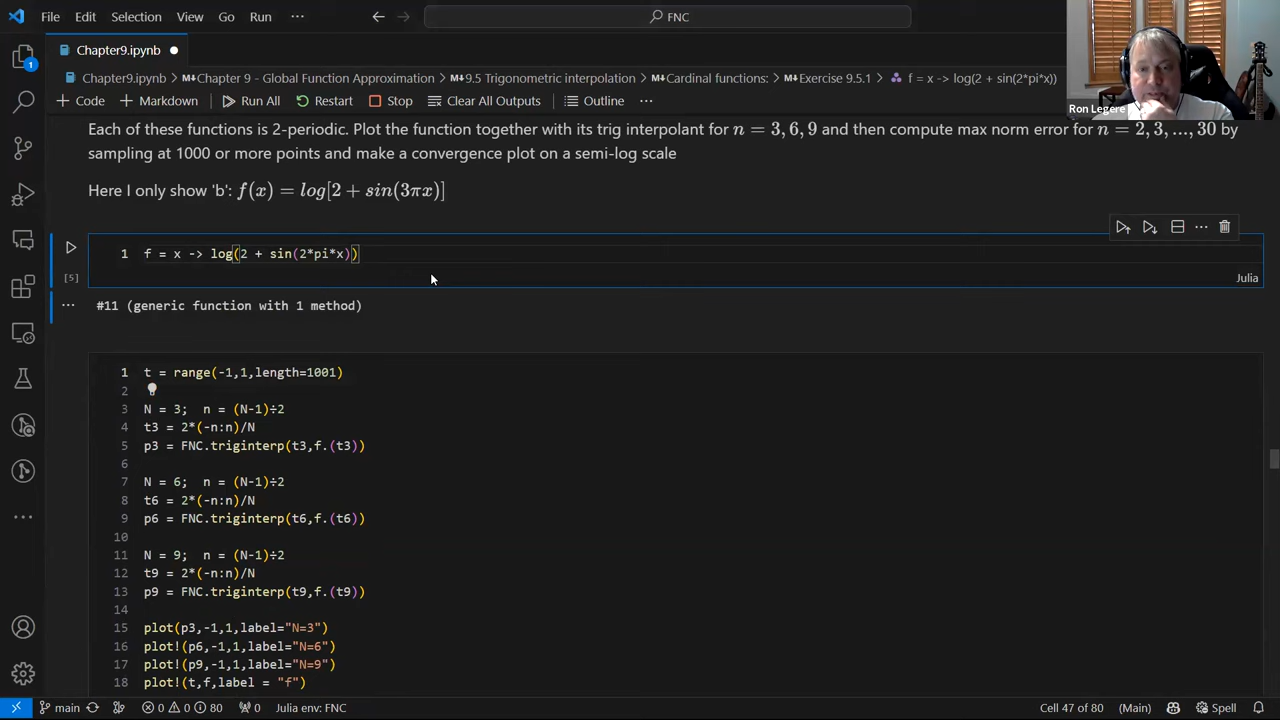 File Edit Selection View Go Run ··· FNC
Chapter9.ipynb
Chapter9.ipynb > Chapter 9 - Global Function Approximation > 9.5 Trigonometric interpolation > Cardinal functions: > Exercise 9.5.1 > f = x -> log(2 + sin(2*pi*x))
+ Code + Markdown Run All Restart Stop Clear All Outputs Outline ···
Ron Legere
Each of these functions is 2-periodic. Plot the function together with its trig interpolant for n = 3, 6, 9 and then compute max norm error for n = 2, 3, ..., 30 by
sampling at 1000 or more points and make a convergence plot on a semi-log scale
Here I only show 'b': f(x) = log[2 + sin(3πx)]
1 f = x -> log(2 + sin(2*pi*x))
[5]
Julia
#11 (generic function with 1 method)
1 t = range(-1,1,length=1001)
2
3 N = 3; n = (N-1)÷2
4 t3 = 2*(-n:n)/N
5 p3 = FNC.triginterp(t3,f.(t3))
6
7 N = 6; n = (N-1)÷2
8 t6 = 2*(-n:n)/N
9 p6 = FNC.triginterp(t6,f.(t6))
10
11 N = 9; n = (N-1)÷2
12 t9 = 2*(-n:n)/N
13 p9 = FNC.triginterp(t9,f.(t9))
14
15 plot(p3,-1,1,label="N=3")
16 plot!(p6,-1,1,label="N=6")
17 plot!(p9,-1,1,label="N=9")
18 plot!(t,f,label = "f")
1
main 0 0 80 0 Julia env: FNC Cell 47 of 80 (Main) Spell